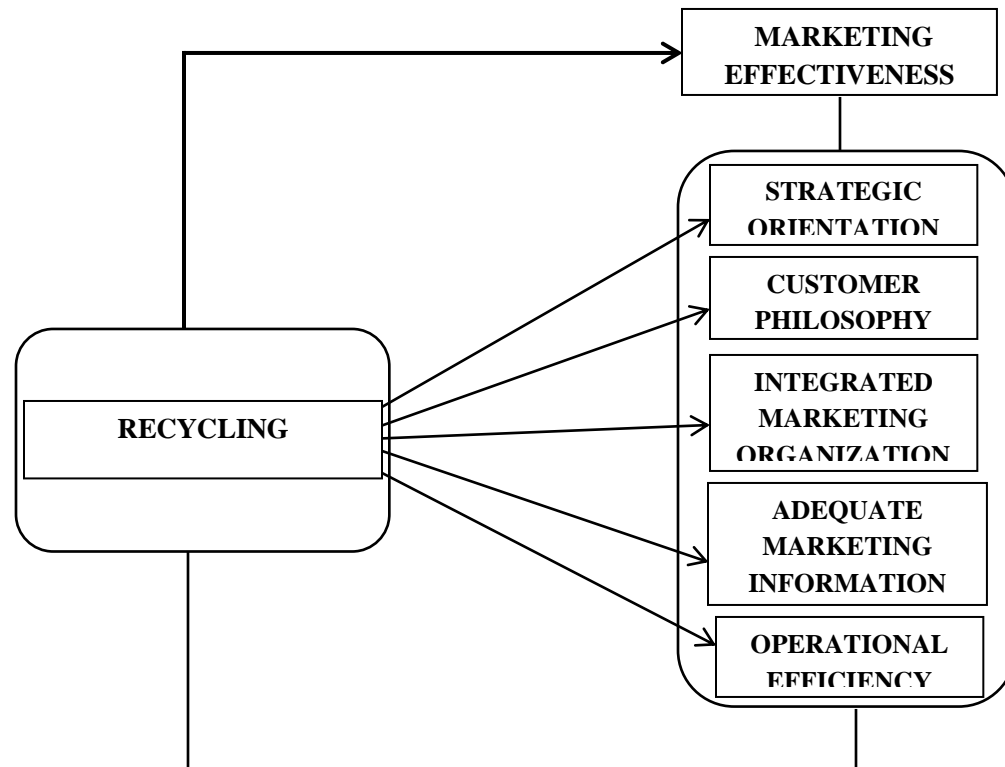 MARKETING
EFFECTIVENESS
STRATEGIC
ORIENTATION
CUSTOMER
PHILOSOPHY
RECYCLING
INTEGRATED
MARKETING
ORGANIZATION
ADEQUATE
MARKETING
INFORMATION
OPERATIONAL
EFFICIENCY